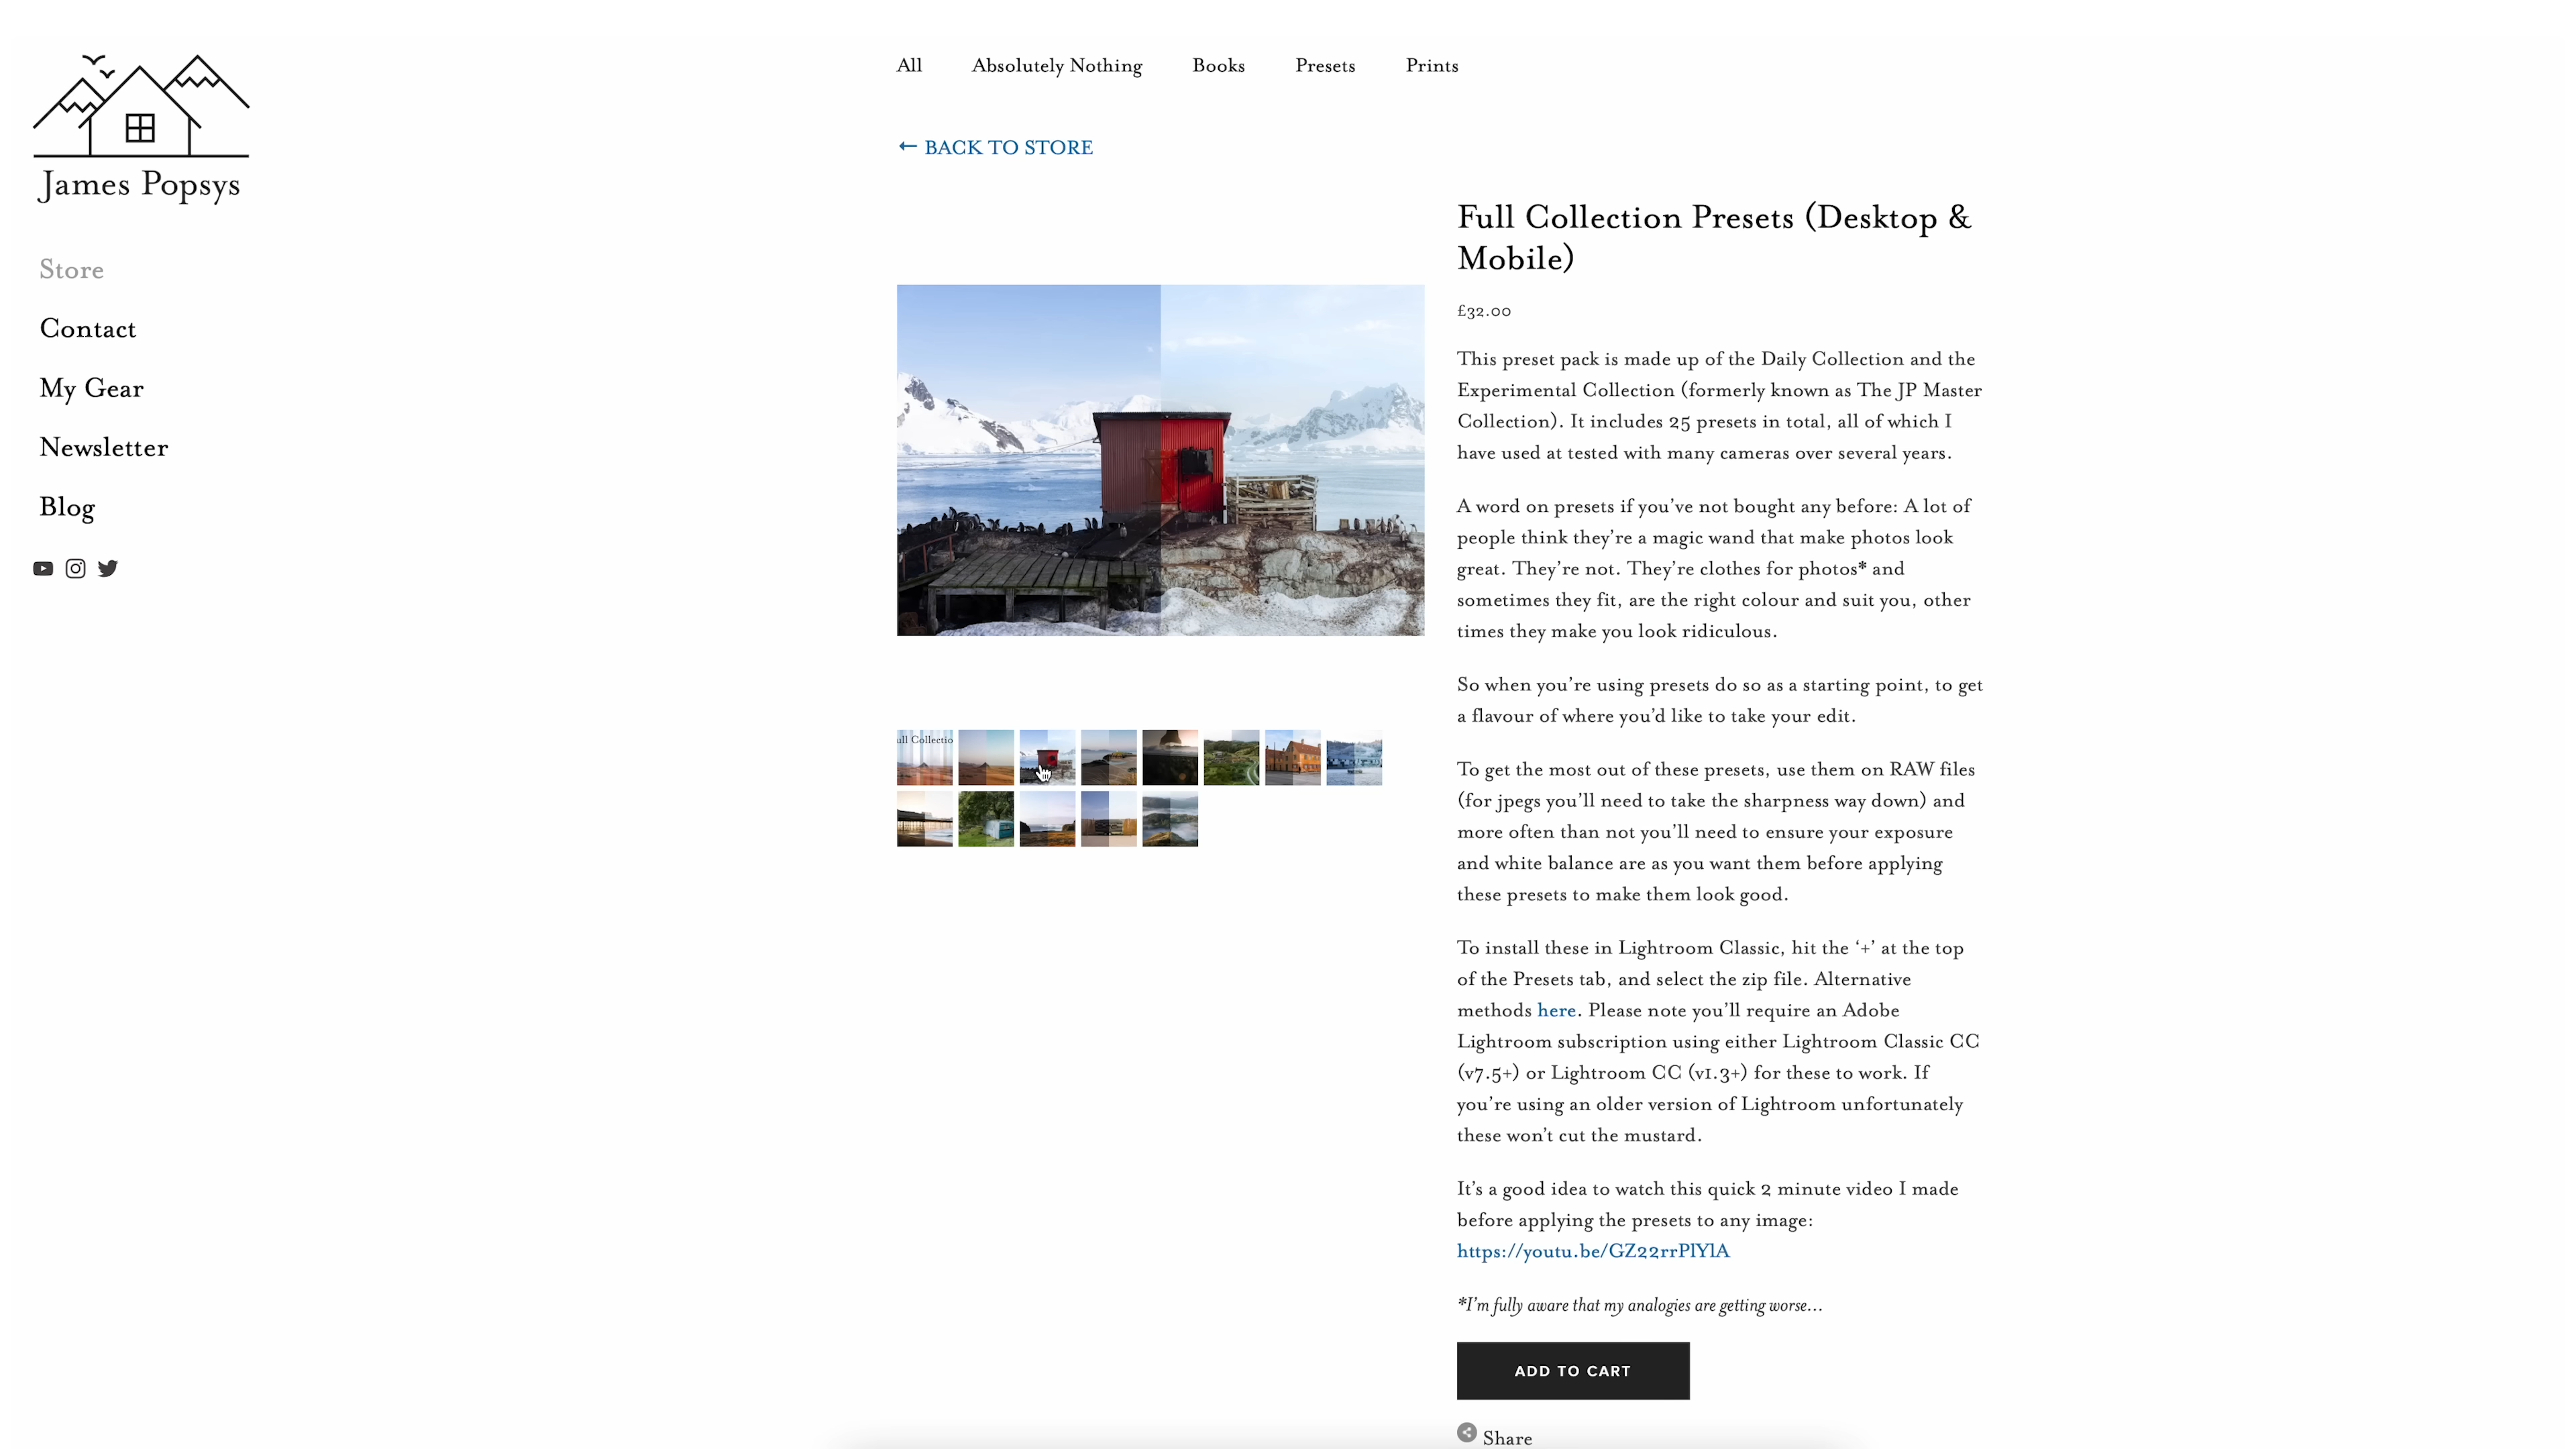 James Popsys
Store
Contact
My Gear
Newsletter
Blog
All Absolutely Nothing Books Presets Prints
← BACK TO STORE
ull Collectio
Full Collection Presets (Desktop &
Mobile)
£32.00
This preset pack is made up of the Daily Collection and the
Experimental Collection (formerly known as The JP Master
Collection). It includes 25 presets in total, all of which I
have used at tested with many cameras over several years.
A word on presets if you’ve not bought any before: A lot of
people think they’re a magic wand that make photos look
great. They’re not. They’re clothes for photos* and
sometimes they fit, are the right colour and suit you, other
times they make you look ridiculous.
So when you’re using presets do so as a starting point, to get
a flavour of where you’d like to take your edit.
To get the most out of these presets, use them on RAW files
(for jpegs you’ll need to take the sharpness way down) and
more often than not you’ll need to ensure your exposure
and white balance are as you want them before applying
these presets to make them look good.
To install these in Lightroom Classic, hit the ‘+’ at the top
of the Presets tab, and select the zip file. Alternative
methods here. Please note you’ll require an Adobe
Lightroom subscription using either Lightroom Classic CC
(v7.5+) or Lightroom CC (v1.3+) for these to work. If
you’re using an older version of Lightroom unfortunately
these won’t cut the mustard.
It’s a good idea to watch this quick 2 minute video I made
before applying the presets to any image:
https://youtu.be/GZ22rrPlYlA
*I’m fully aware that my analogies are getting worse...
ADD TO CART
Share